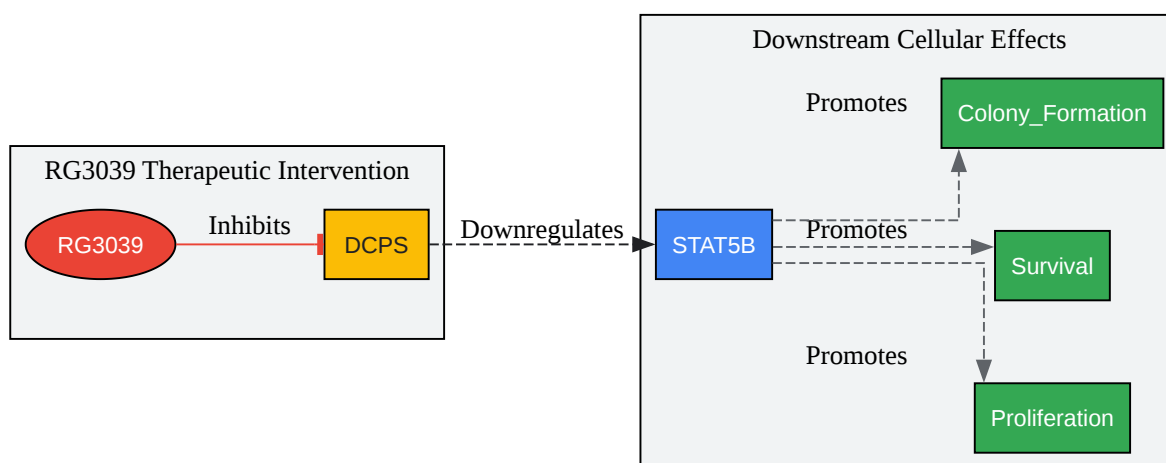 Downstream Cellular Effects
Promotes
Colony_Formation
RG3039 Therapeutic Intervention
RG3039
Inhibits
DCPS
Downregulates
STAT5B
Promotes
Survival
Promotes
Proliferation